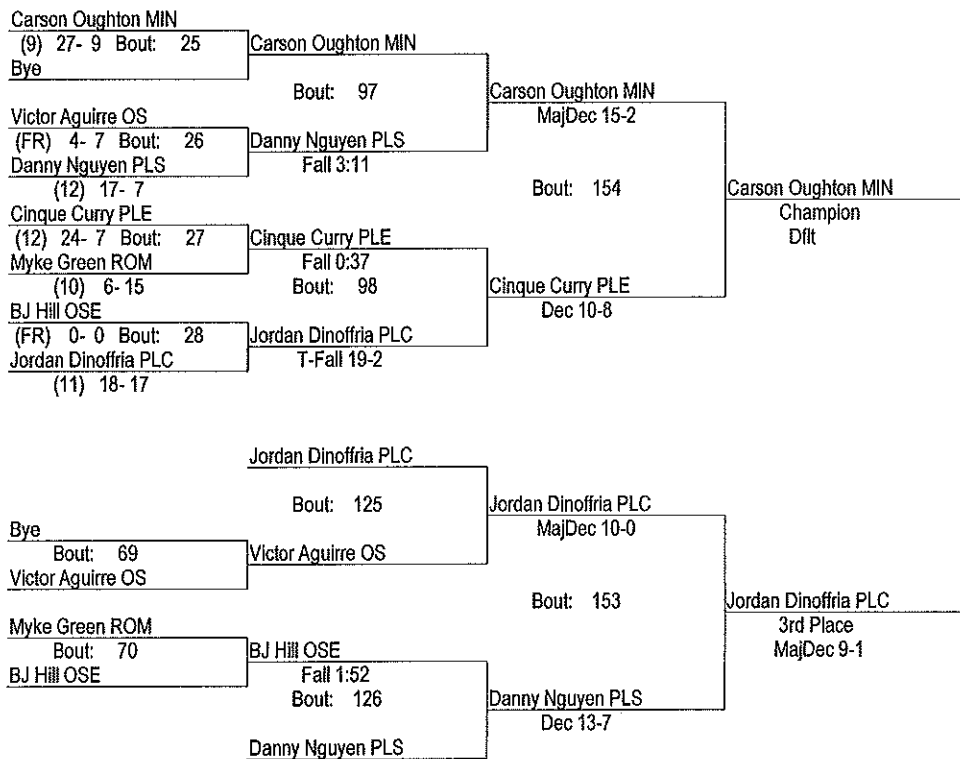 Carson Oughton MIN
(9) 27- 9 Bout: 25
Bye
Carson Oughton MIN
Bout: 97
Victor Aguirre OS
(FR) 4- 7 Bout: 26
Danny Nguyen PLS
(12) 17- 7
Danny Nguyen PLS
Fall 3:11
Carson Oughton MIN
MajDec 15-2
Bout: 154
Cinque Curry PLE
(12) 24- 7 Bout: 27
Myke Green ROM
(10) 6- 15
Cinque Curry PLE
Fall 0:37
Bout: 98
BJ Hill OSE
(FR) 0- 0 Bout: 28
Jordan Dinoffria PLC
(11) 18- 17
Jordan Dinoffria PLC
T-Fall 19-2
Cinque Curry PLE
Dec 10-8
Carson Oughton MIN
Champion
Dflt
Jordan Dinoffria PLC
Bout: 125
Bye
Bout: 69
Victor Aguirre OS
Victor Aguirre OS
Jordan Dinoffria PLC
MajDec 10-0
Bout: 153
Myke Green ROM
Bout: 70
BJ Hill OSE
BJ Hill OSE
Fall 1:52
Bout: 126
Danny Nguyen PLS
Danny Nguyen PLS
Dec 13-7
Jordan Dinoffria PLC
3rd Place
MajDec 9-1